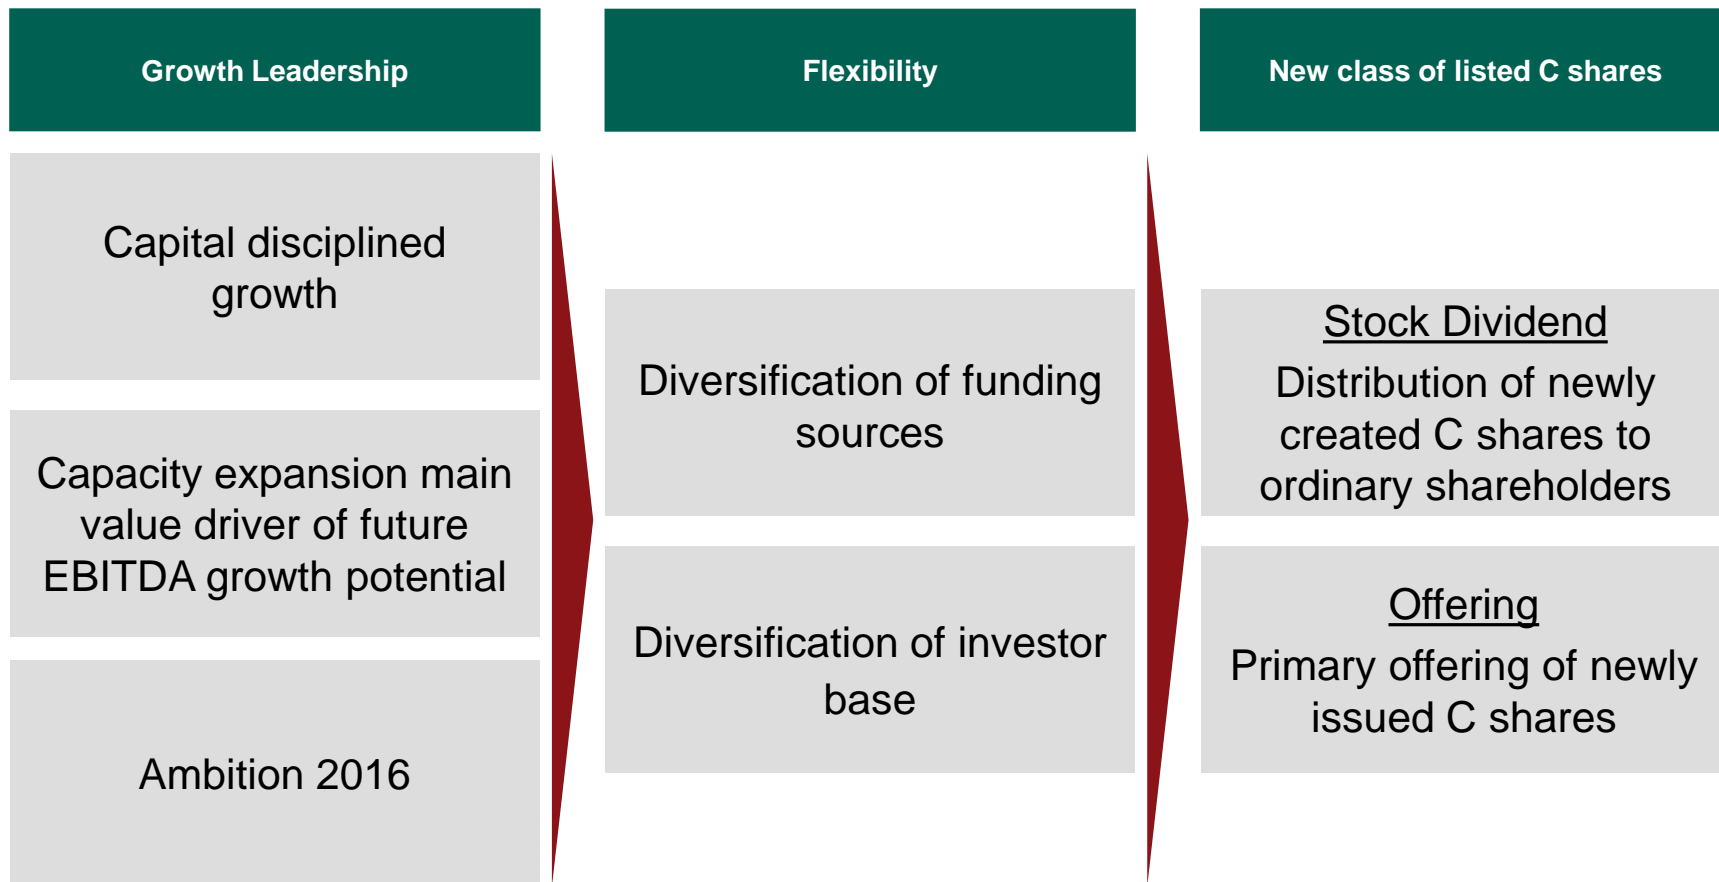 Growth Leadership
Capital disciplined
growth
Capacity expansion main
value driver of future
EBITDA growth potential
Ambition 2016
Flexibility
Diversification of funding
sources
Diversification of investor
base
New class of listed C shares
Stock Dividend
Distribution of newly
created C shares to
ordinary shareholders
Offering
Primary offering of newly
issued C shares